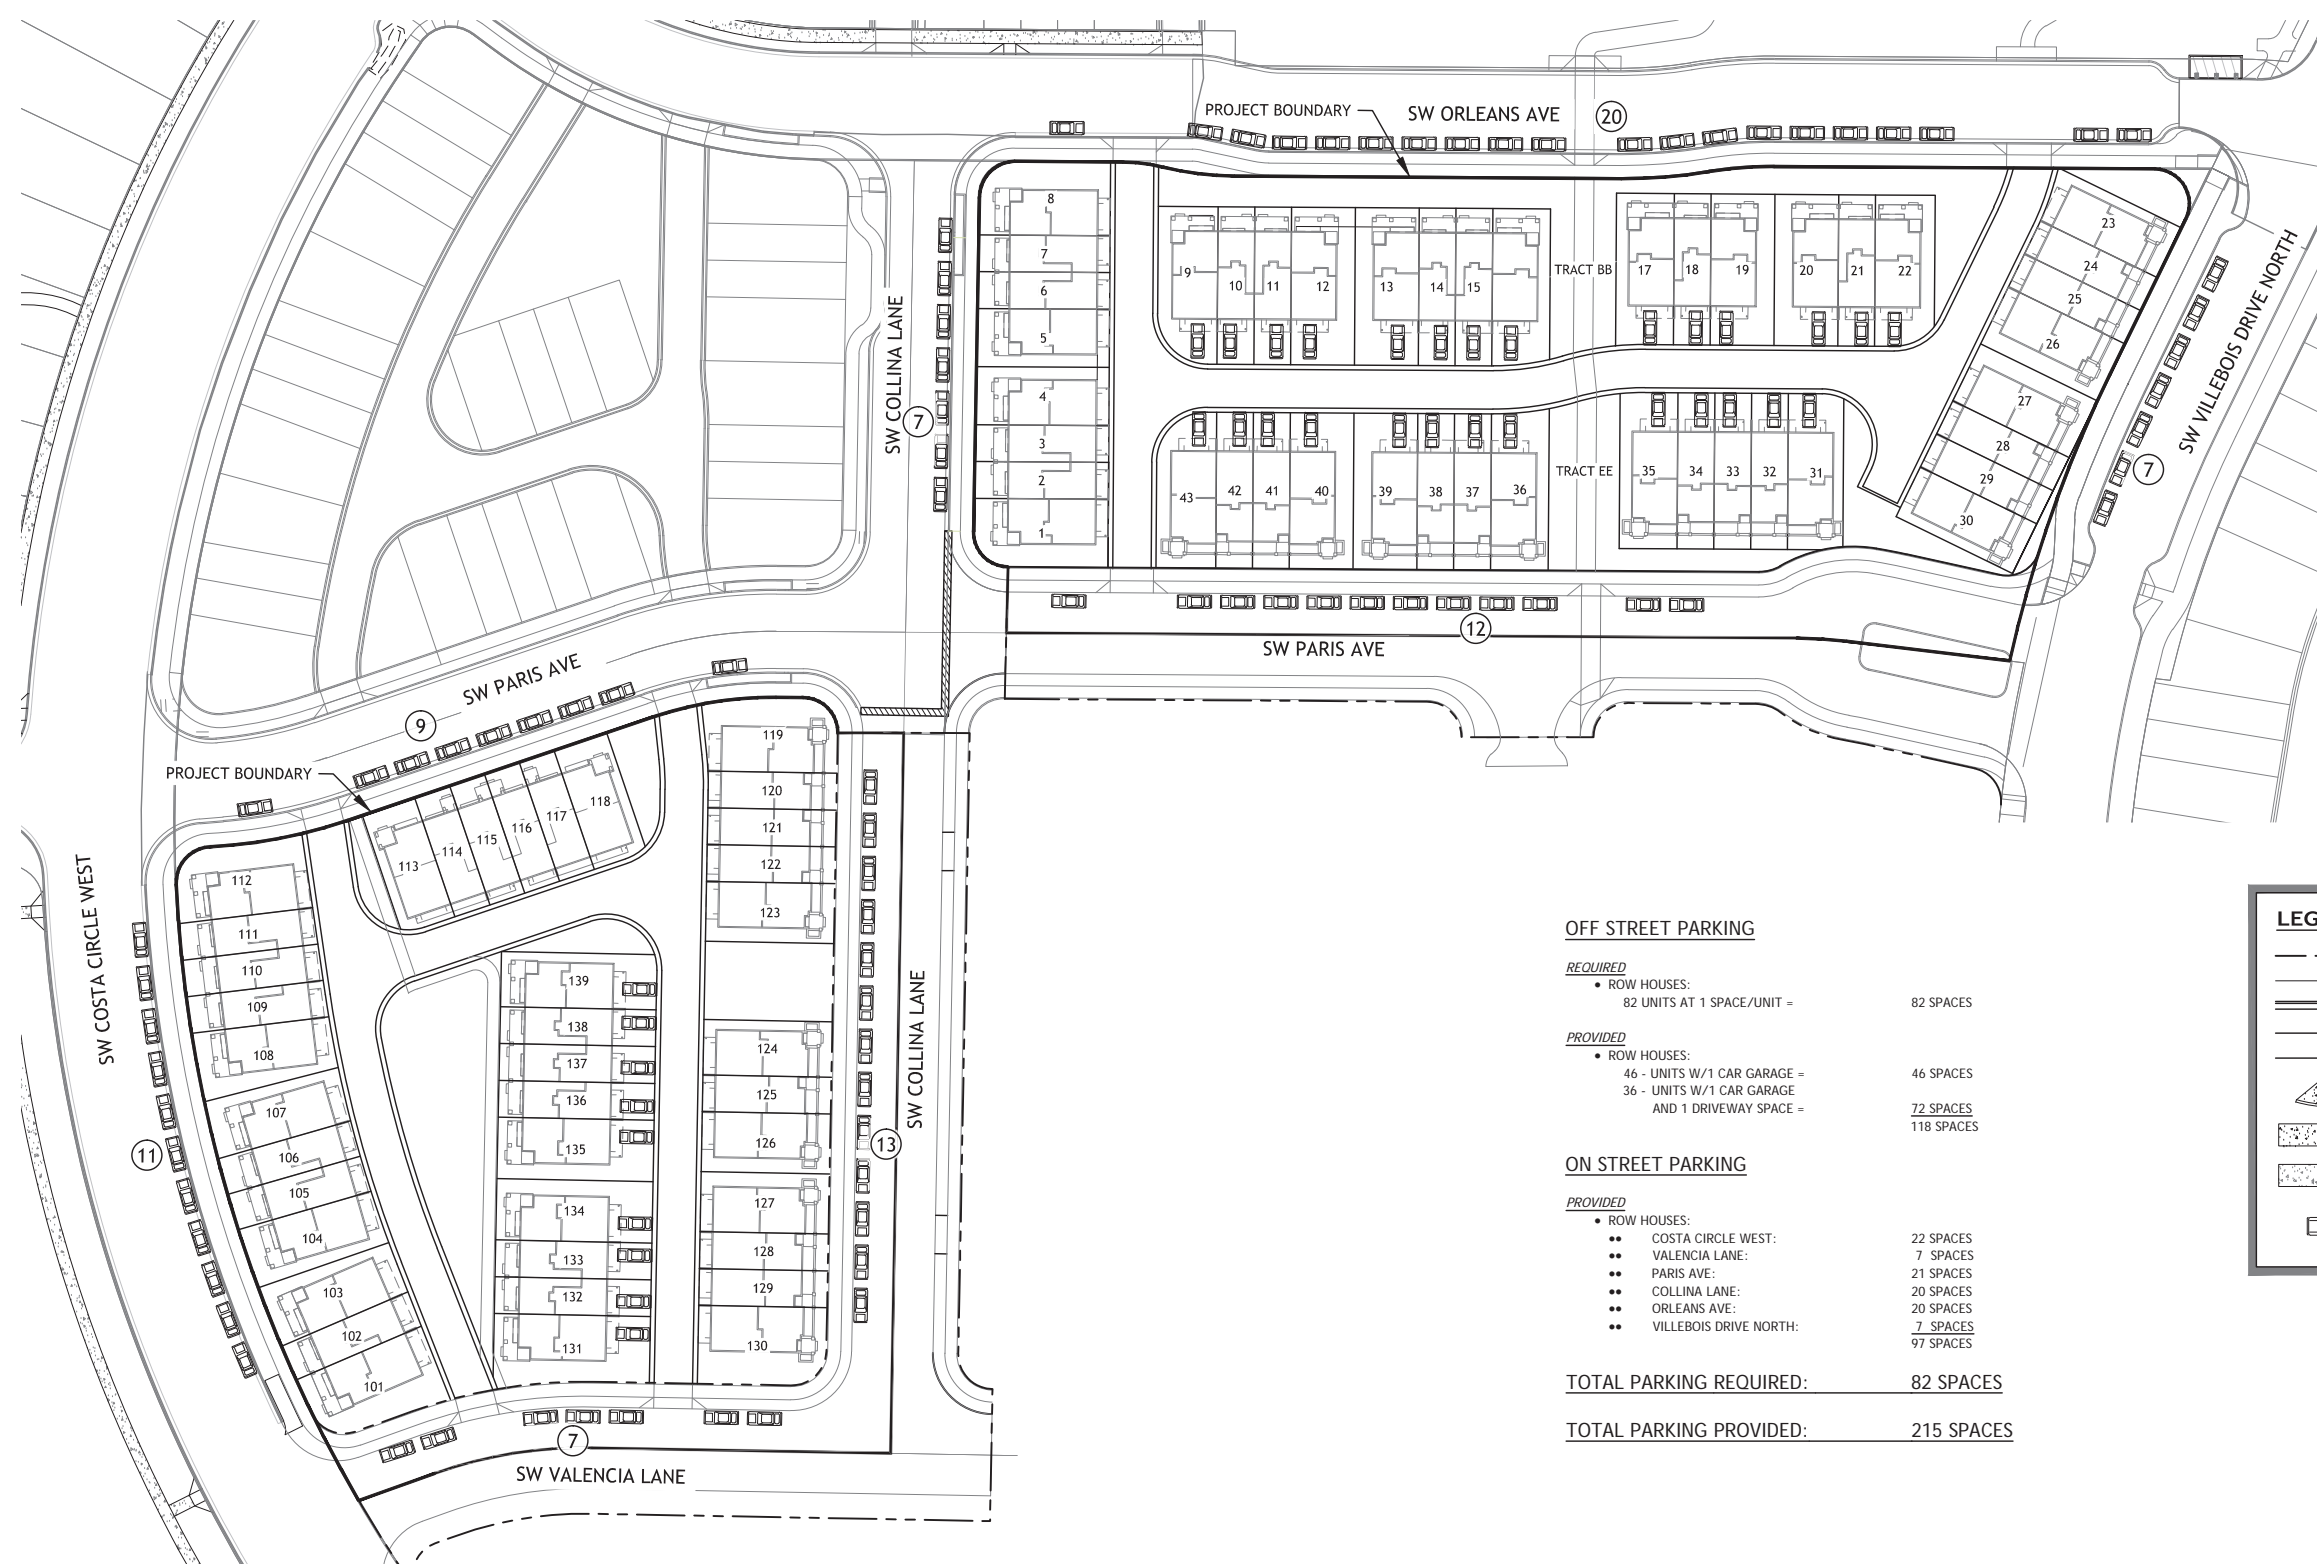 PROJECT BOUNDARY
SW ORLEANS AVE
20
8
7
6
5
4
3
2
1
9
10
11
12
13
14
15
TRACT BB
17
18
19
20
21
22
23
24
25
26
27
28
29
30
SW COLLINA LANE
7
SW VILLEBOIS DRIVE NORTH
7
43
42
41
40
39
38
37
36
TRACT EE
35
34
33
32
31
12
SW PARIS AVE
SW PARIS AVE
9
PROJECT BOUNDARY
113
114
115
116
117
118
119
120
121
122
123
112
111
110
109
108
107
106
105
104
103
102
101
SW COSTA CIRCLE WEST
11
139
138
137
136
135
134
133
132
131
124
125
126
127
128
129
130
SW COLLINA LANE
13
7
SW VALENCIA LANE
OFF STREET PARKING
REQUIRED
• ROW HOUSES:
82 UNITS AT 1 SPACE/UNIT = 82 SPACES
PROVIDED
• ROW HOUSES:
46 - UNITS W/1 CAR GARAGE = 46 SPACES
36 - UNITS W/1 CAR GARAGE
AND 1 DRIVEWAY SPACE = 72 SPACES
118 SPACES
ON STREET PARKING
PROVIDED
• ROW HOUSES:
•• COSTA CIRCLE WEST: 22 SPACES
•• VALENCIA LANE: 7 SPACES
•• PARIS AVE: 21 SPACES
•• COLLINA LANE: 20 SPACES
•• ORLEANS AVE: 20 SPACES
•• VILLEBOIS DRIVE NORTH: 7 SPACES
97 SPACES
TOTAL PARKING REQUIRED: 82 SPACES
TOTAL PARKING PROVIDED: 215 SPACES
LEG